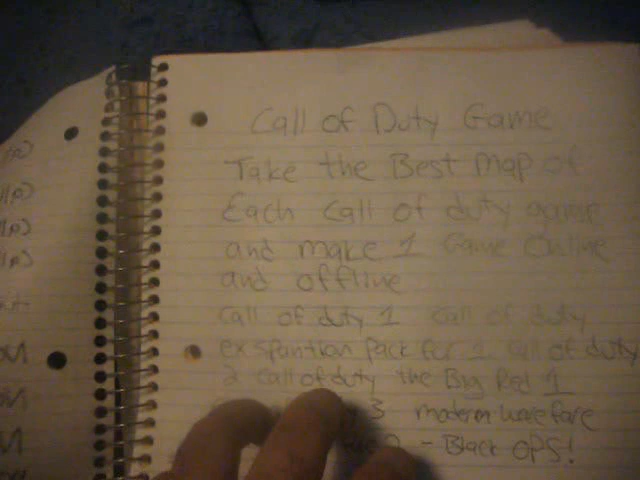 Call of Duty Game
Take the Best map of
Each call of duty game
and make 1 Game Online
and offline
call of duty 1 call of duty
exspantion pack for 1. call of duty
2 call of duty the Big Red 1
3 modern warefare
- Black OPS!